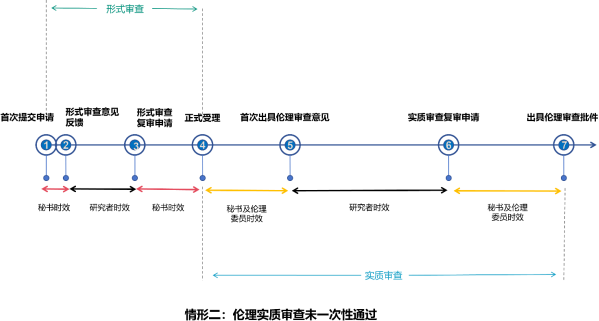 形式审查
首次提交申请
形式审查意见
反馈
形式审查
复审申请
正式受理
首次出具伦理审查意见
实质审查复审申请
出具伦理审查批件
1 2 3 4 5 6 7
秘书时效
研究者时效
秘书时效
秘书及伦理
委员时效
研究者时效
秘书及伦理
委员时效
实质审查
情形二：伦理实质审查未一次性通过